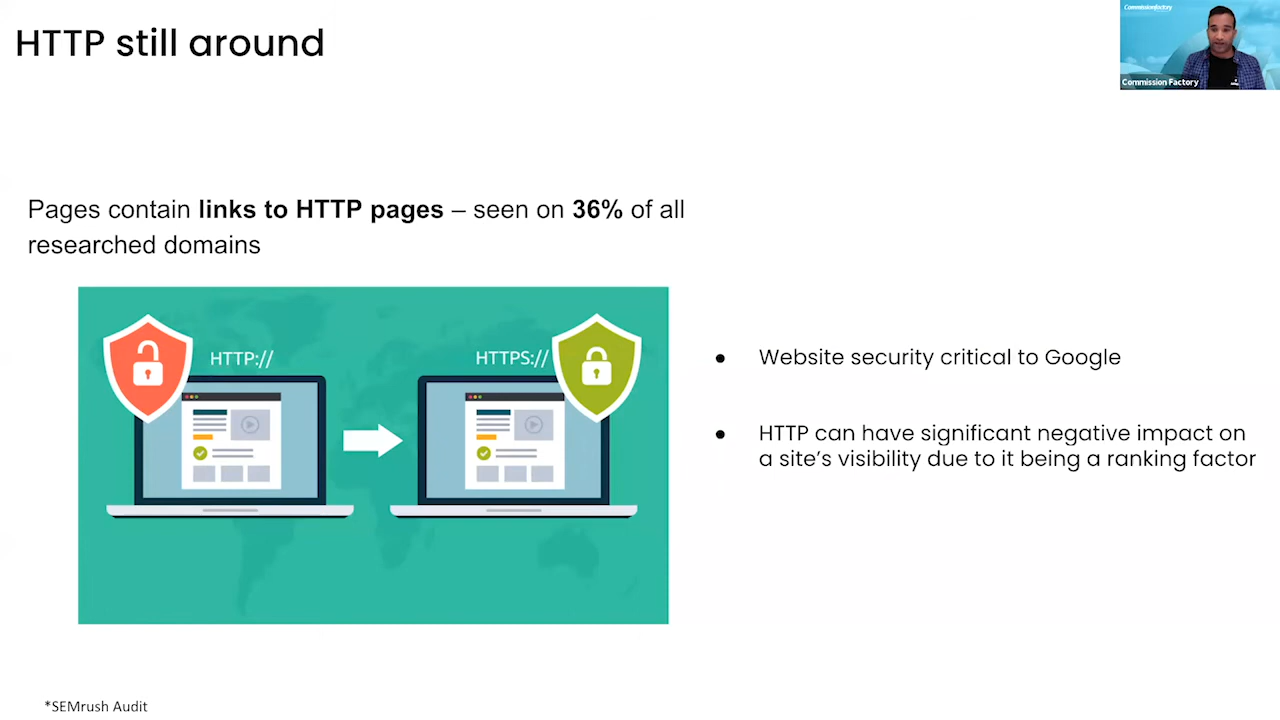 HTTP still around
CommissionFactory
Commission Factory
Pages contain links to HTTP pages – seen on 36% of all
researched domains
HTTP://
HTTPS://
● Website security critical to Google
● HTTP can have significant negative impact on
a site's visibility due to it being a ranking factor
*SEMrush Audit